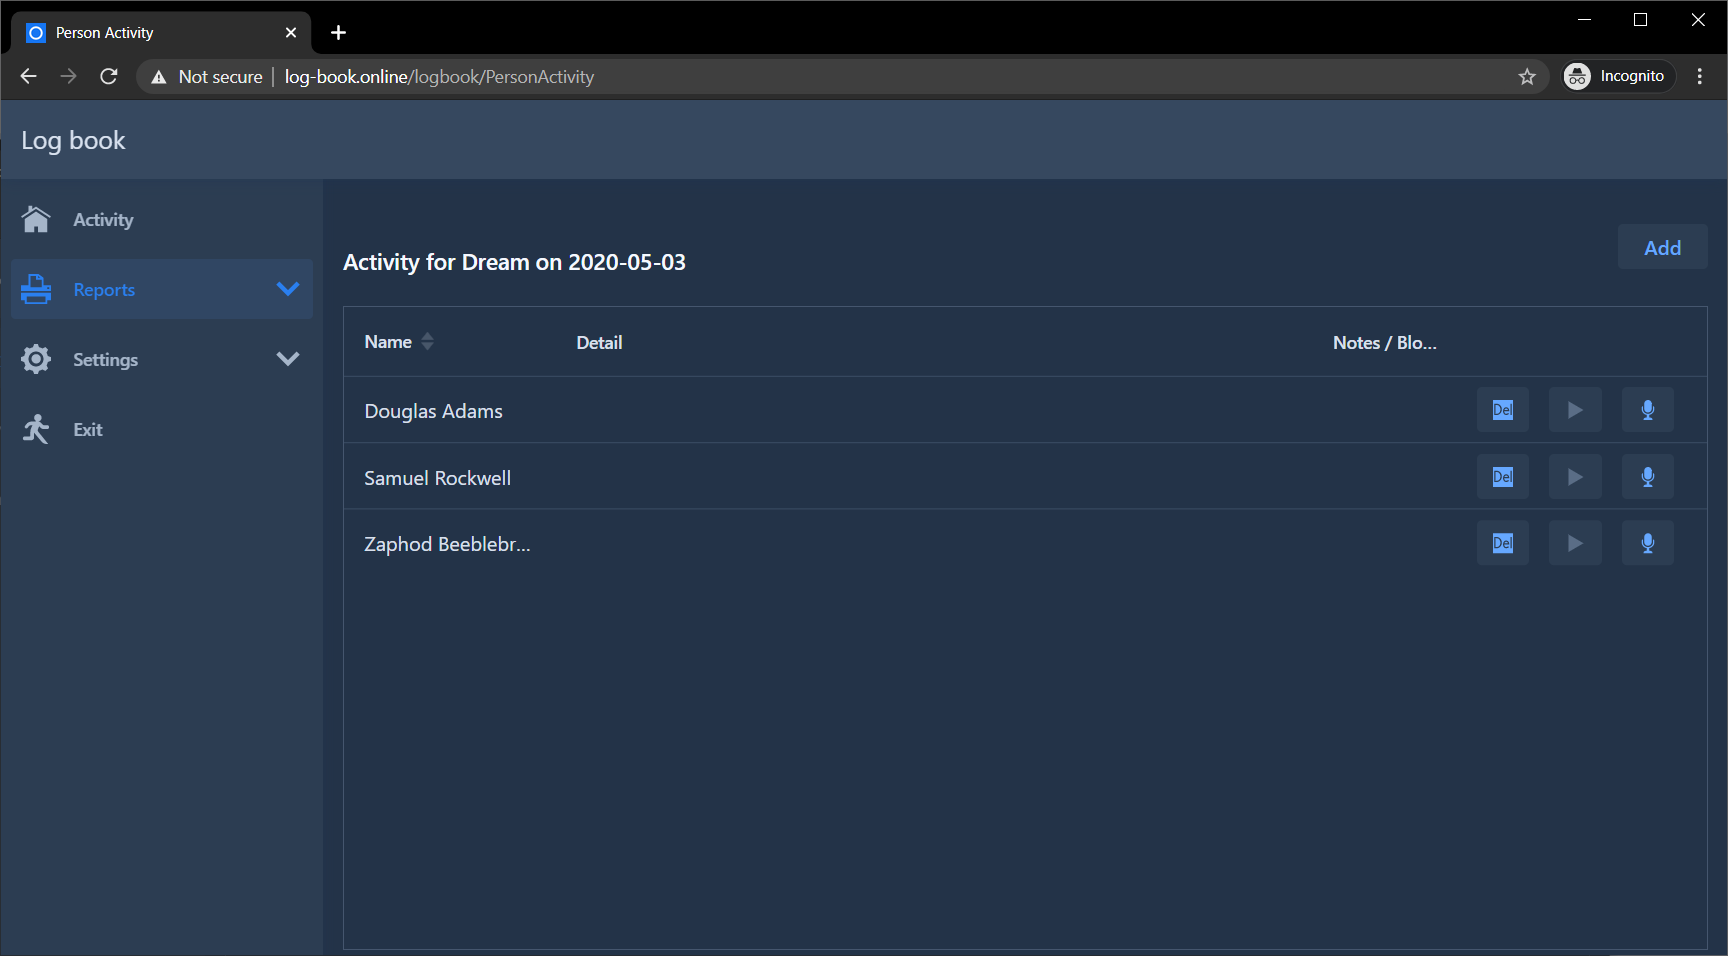 Person Activity
Not secure | log-book.online/logbook/PersonActivity
Incognito
Log book
Activity
Reports
Settings
Exit
Activity for Dream on 2020-05-03
Add
Name Detail Notes / Blo...
Douglas Adams Del
Samuel Rockwell Del
Zaphod Beeblebr... Del